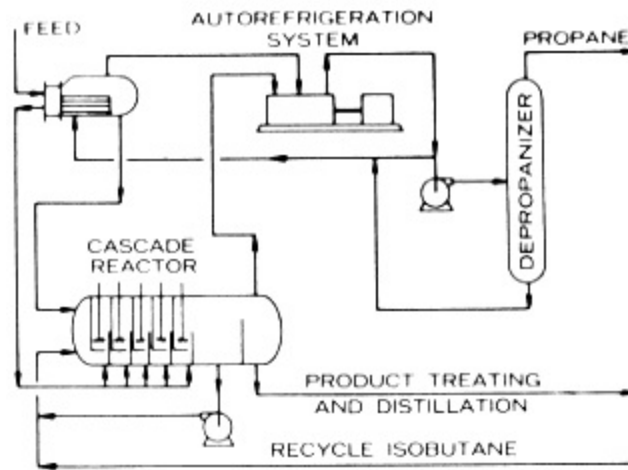 AUTOREFRIGERATION
SYSTEM
FEED
PROPANE
DEPROPANIZER
CASCADE
REACTOR
PRODUCT TREATING
AND DISTILLATION
RECYCLE ISOBUTANE